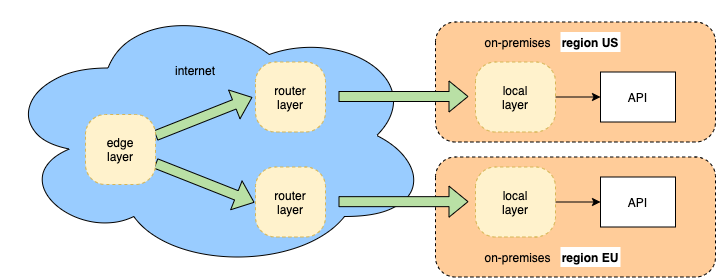 on-premises region US
internet
router
layer
local
layer
API
edge
layer
router
layer
local
layer
API
on-premises region EU